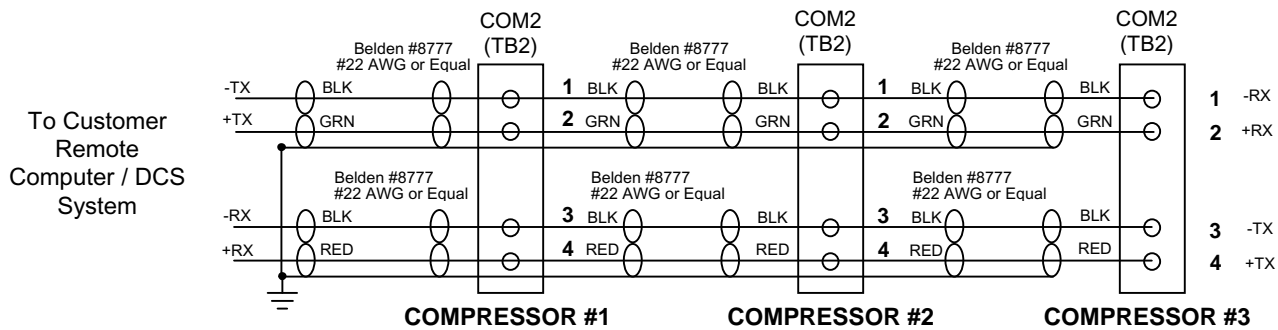 COM2
(TB2)
COM2
(TB2)
COM2
(TB2)
Belden #8777
#22 AWG or Equal
Belden #8777
#22 AWG or Equal
Belden #8777
#22 AWG or Equal
-TX BLK BLK 1 BLK BLK 1 BLK BLK 1 -RX
+TX GRN GRN 2 GRN GRN 2 GRN GRN 2 +RX
To Customer
Remote
Computer / DCS
System
Belden #8777
#22 AWG or Equal
Belden #8777
#22 AWG or Equal
Belden #8777
#22 AWG or Equal
-RX BLK BLK 3 BLK BLK 3 BLK BLK 3 -TX
+RX RED RED 4 RED RED 4 RED RED 4 +TX
COMPRESSOR #1
COMPRESSOR #2
COMPRESSOR #3